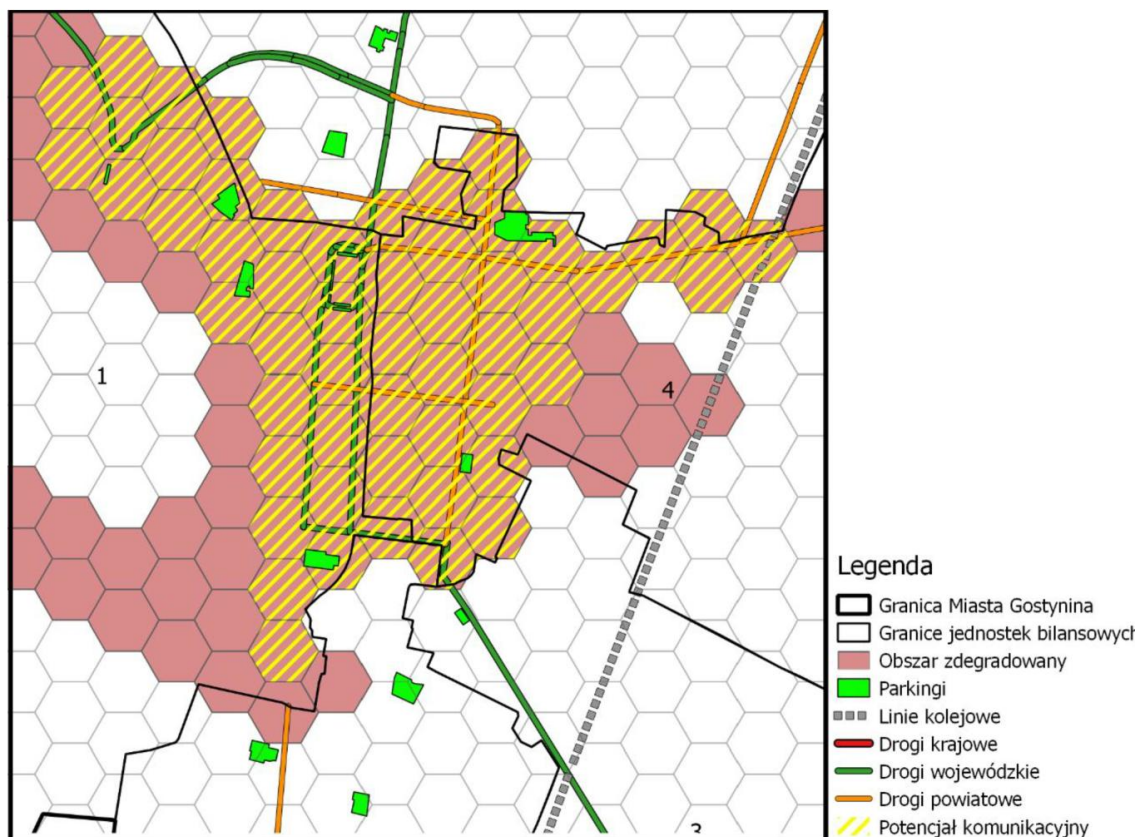 1
4
3
Legenda
Granica Miasta Gostynina
Granice jednostek bilansowych
Obszar zdegradowany
Parkingi
Linie kolejowe
Drogi krajowe
Drogi wojewódzkie
Drogi powiatowe
Potencjał komunikacyjny